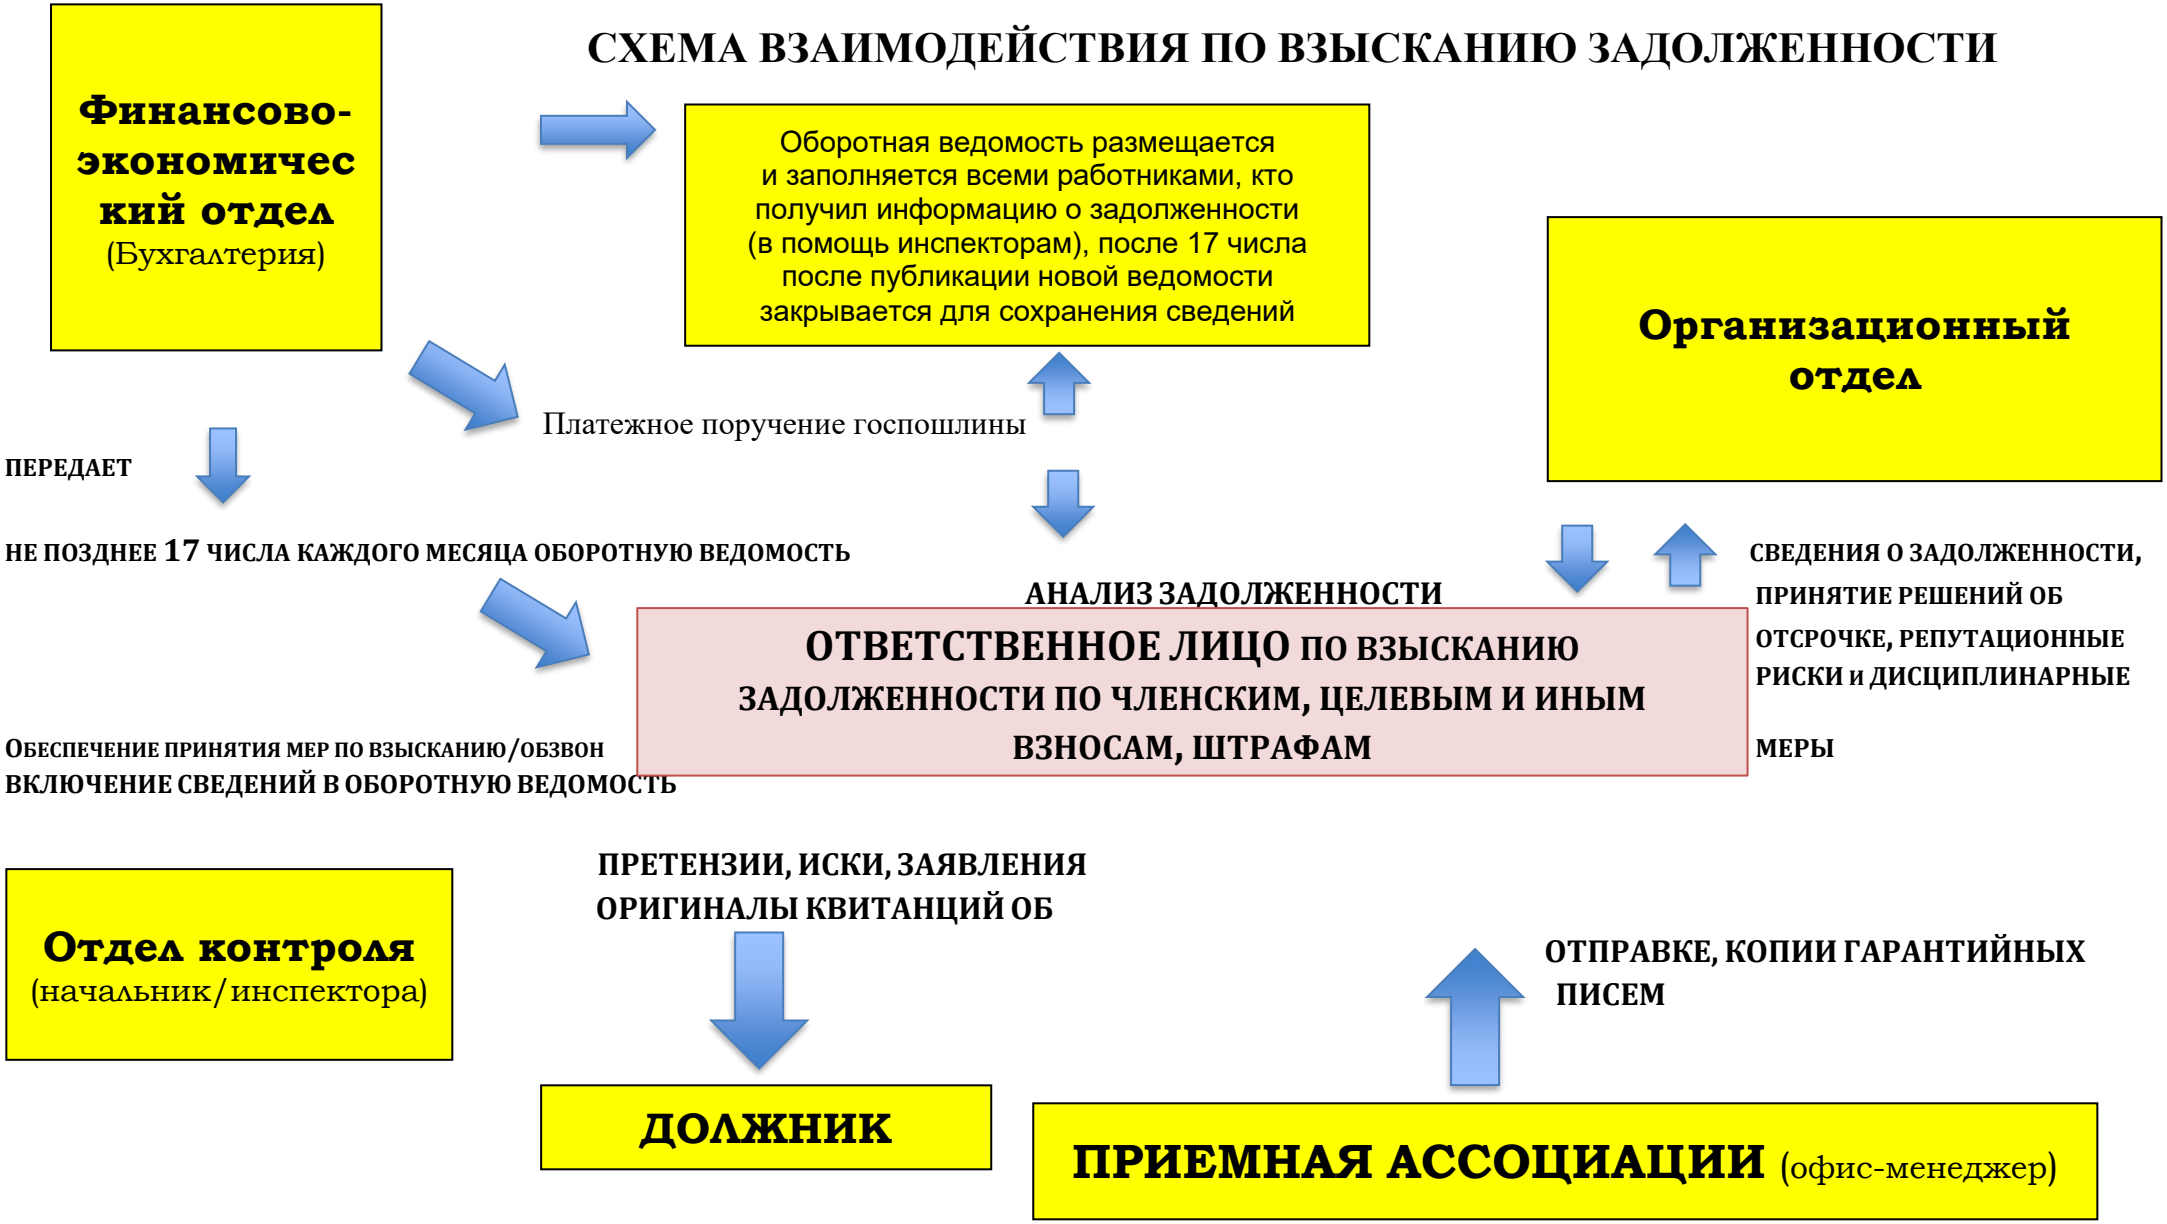 СХЕМА ВЗАИМОДЕЙСТВИЯ ПО ВЗЫСКАНИЮ ЗАДОЛЖЕННОСТИ
Финансово-
экономичес
кий отдел
(Бухгалтерия)
Оборотная ведомость размещается
и заполняется всеми работниками, кто
получил информацию о задолженности
(в помощь инспекторам), после 17 числа
после публикации новой ведомости
закрывается для сохранения сведений
Организационный
отдел
Платежное поручение госпошлины
ПЕРЕДАЕТ
НЕ ПОЗДНЕЕ 17 ЧИСЛА КАЖДОГО МЕСЯЦА ОБОРОТНУЮ ВЕДОМОСТЬ
АНАЛИЗ ЗАДОЛЖЕННОСТИ
СВЕДЕНИЯ О ЗАДОЛЖЕННОСТИ,
ПРИНЯТИЕ РЕШЕНИЙ ОБ
ОТСРОЧКЕ, РЕПУТАЦИОННЫЕ
РИСКИ и ДИСЦИПЛИНАРНЫЕ
МЕРЫ
ОТВЕТСТВЕННОЕ ЛИЦО ПО ВЗЫСКАНИЮ
ЗАДОЛЖЕННОСТИ ПО ЧЛЕНСКИМ, ЦЕЛЕВЫМ И ИНЫМ
ВЗНОСАМ, ШТРАФАМ
ОБЕСПЕЧЕНИЕ ПРИНЯТИЯ МЕР ПО ВЗЫСКАНИЮ/ОБЗВОН
ВКЛЮЧЕНИЕ СВЕДЕНИЙ В ОБОРОТНУЮ ВЕДОМОСТЬ
ПРЕТЕНЗИИ, ИСКИ, ЗАЯВЛЕНИЯ
ОРИГИНАЛЫ КВИТАНЦИЙ ОБ
ОТПРАВКЕ, КОПИИ ГАРАНТИЙНЫХ
ПИСЕМ
Отдел контроля
(начальник/инспектора)
ДОЛЖНИК
ПРИЕМНАЯ АССОЦИАЦИИ (офис-менеджер)